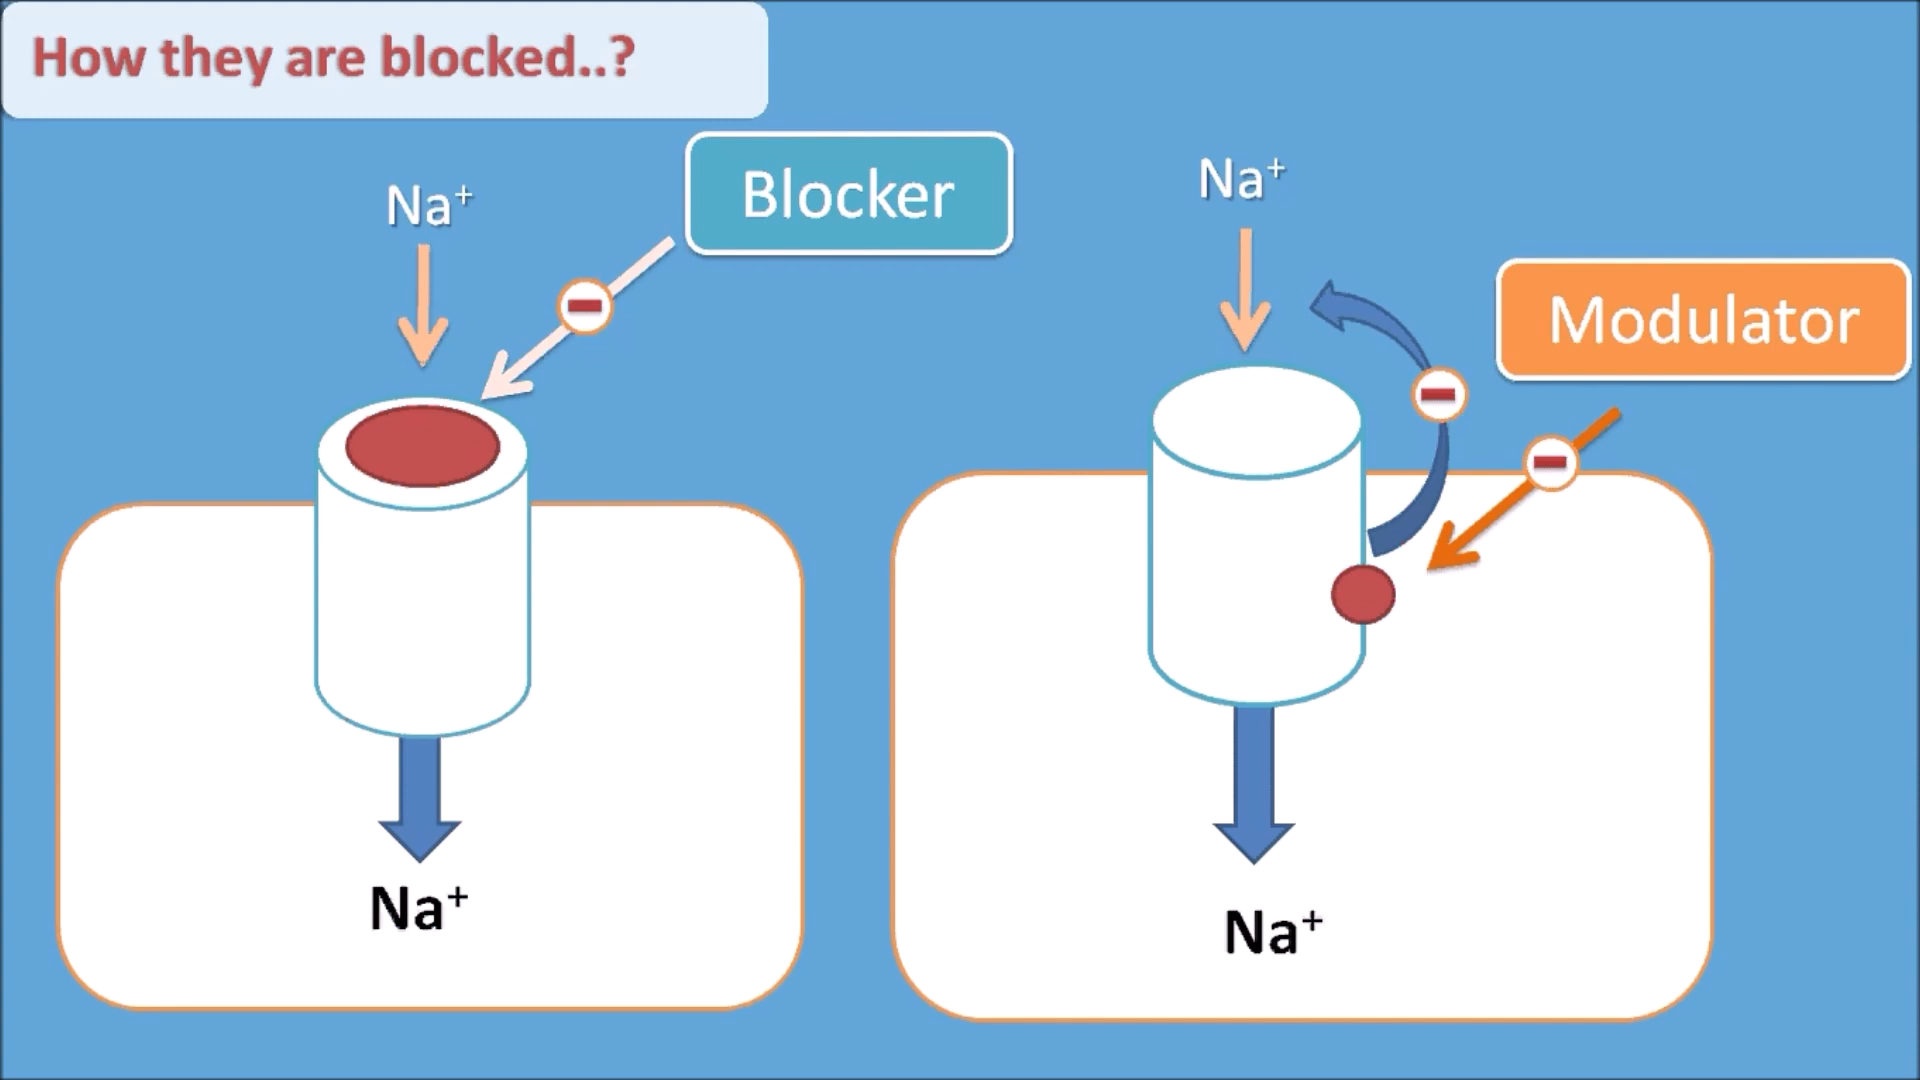 How they are blocked..?
Na⁺
Blocker
Na⁺
Modulator
Na⁺
Na⁺